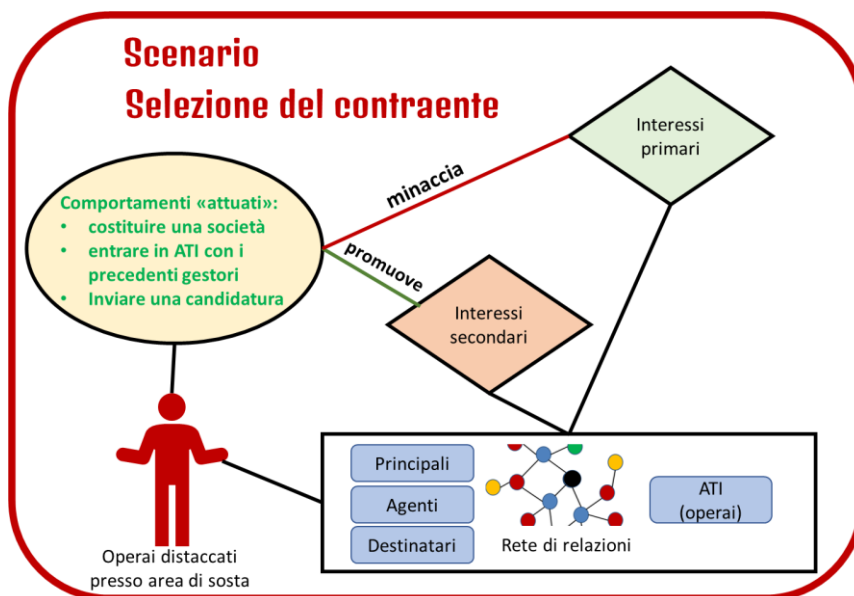 Scenario
Selezione del contraente
Interessi
primari
minaccia
Comportamenti «attuati»:
• costituire una società
• entrare in ATI con i
precedenti gestori
• Inviare una candidatura
promuove
Interessi
secondari
Principali
Agenti
Destinatari
Rete di relazioni
ATI
(operai)
Operai distaccati
presso area di sosta